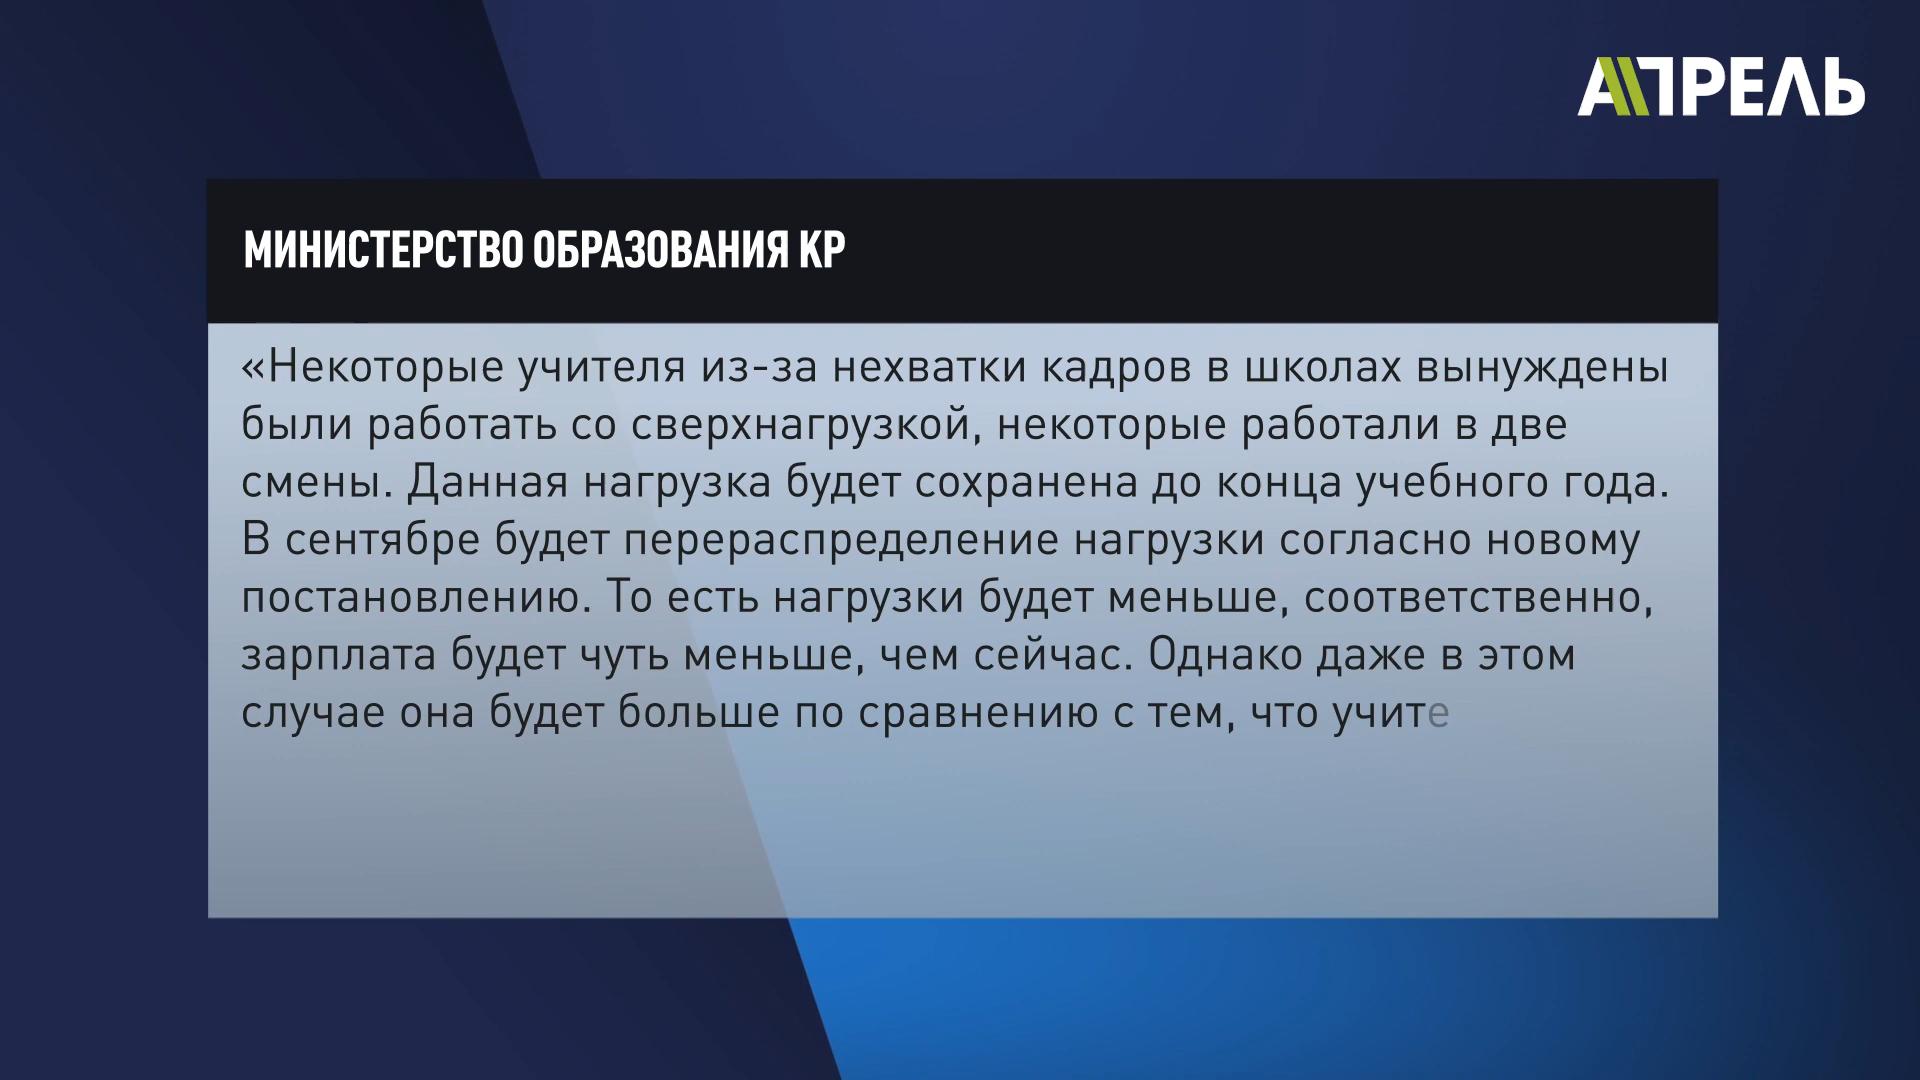 АПРЕЛЬ
МИНИСТЕРСТВО ОБРАЗОВАНИЯ КР
«Некоторые учителя из-за нехватки кадров в школах вынуждены
были работать со сверхнагрузкой, некоторые работали в две
смены. Данная нагрузка будет сохранена до конца учебного года.
В сентябре будет перераспределение нагрузки согласно новому
постановлению. То есть нагрузки будет меньше, соответственно,
зарплата будет чуть меньше, чем сейчас. Однако даже в этом
случае она будет больше по сравнению с тем, что учите